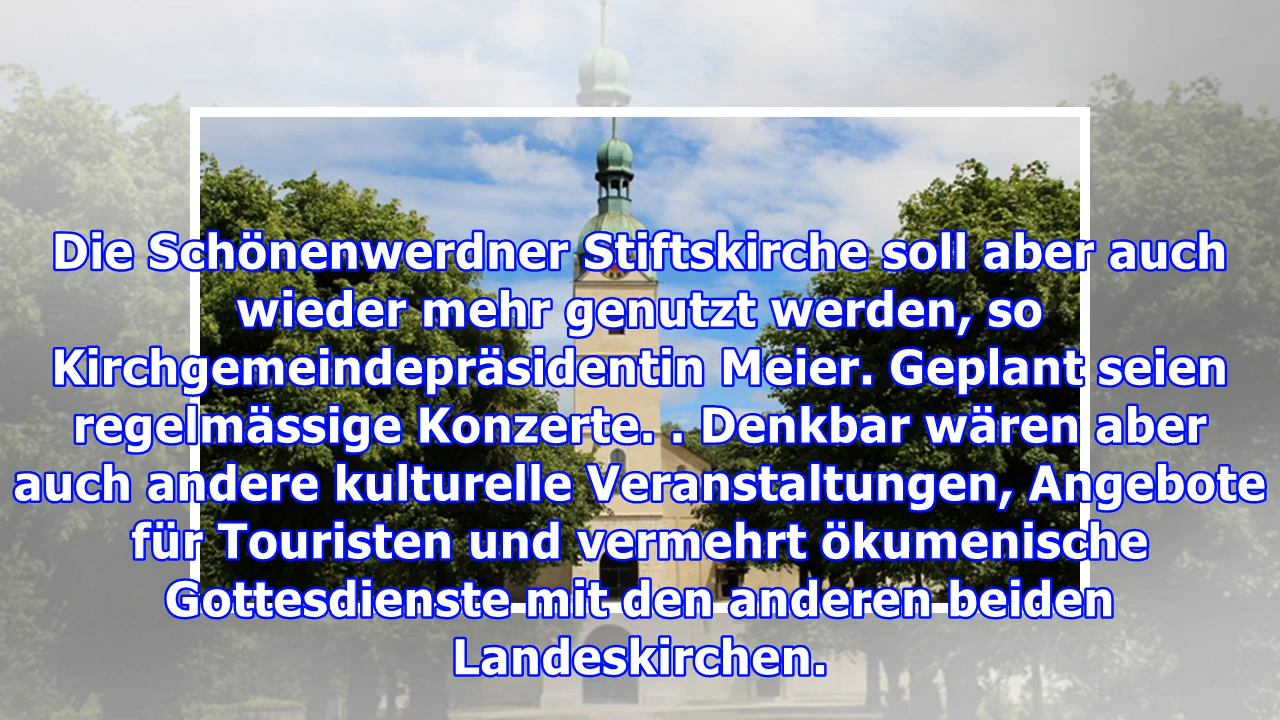 Die Schönenwerdner Stiftskirche soll aber auch
wieder mehr genutzt werden, so
Kirchgemeindepräsidentin Meier. Geplant seien
regelmässige Konzerte. . Denkbar wären aber
auch andere kulturelle Veranstaltungen, Angebote
für Touristen und vermehrt ökumenische
Gottesdienste mit den anderen beiden
Landeskirchen.